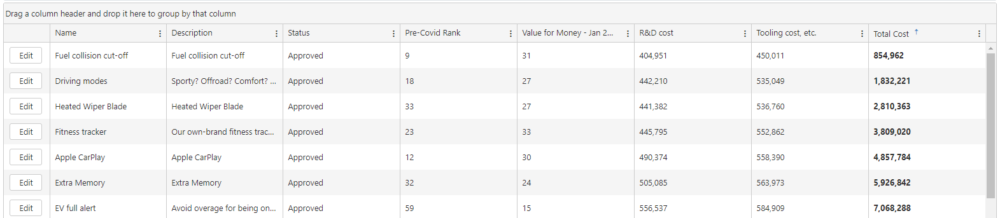 Drag a column header and drop it here to group by that column
Name Description Status Pre-Covid Rank Value for Money - Jan 2... R&D cost Tooling cost, etc. Total Cost ↑
Edit Fuel collision cut-off Fuel collision cut-off Approved 9 31 404,951 450,011 854,962
Edit Driving modes Sporty? Offroad? Comfort? ... Approved 18 27 442,210 535,049 1,832,221
Edit Heated Wiper Blade Heated Wiper Blade Approved 33 27 441,382 536,760 2,810,363
Edit Fitness tracker Our own-brand fitness trac... Approved 23 33 445,795 552,862 3,809,020
Edit Apple CarPlay Apple CarPlay Approved 12 30 490,374 558,390 4,857,784
Edit Extra Memory Extra Memory Approved 32 24 505,085 563,973 5,926,842
Edit EV full alert Avoid overage for being on... Approved 59 15 556,537 584,909 7,068,288